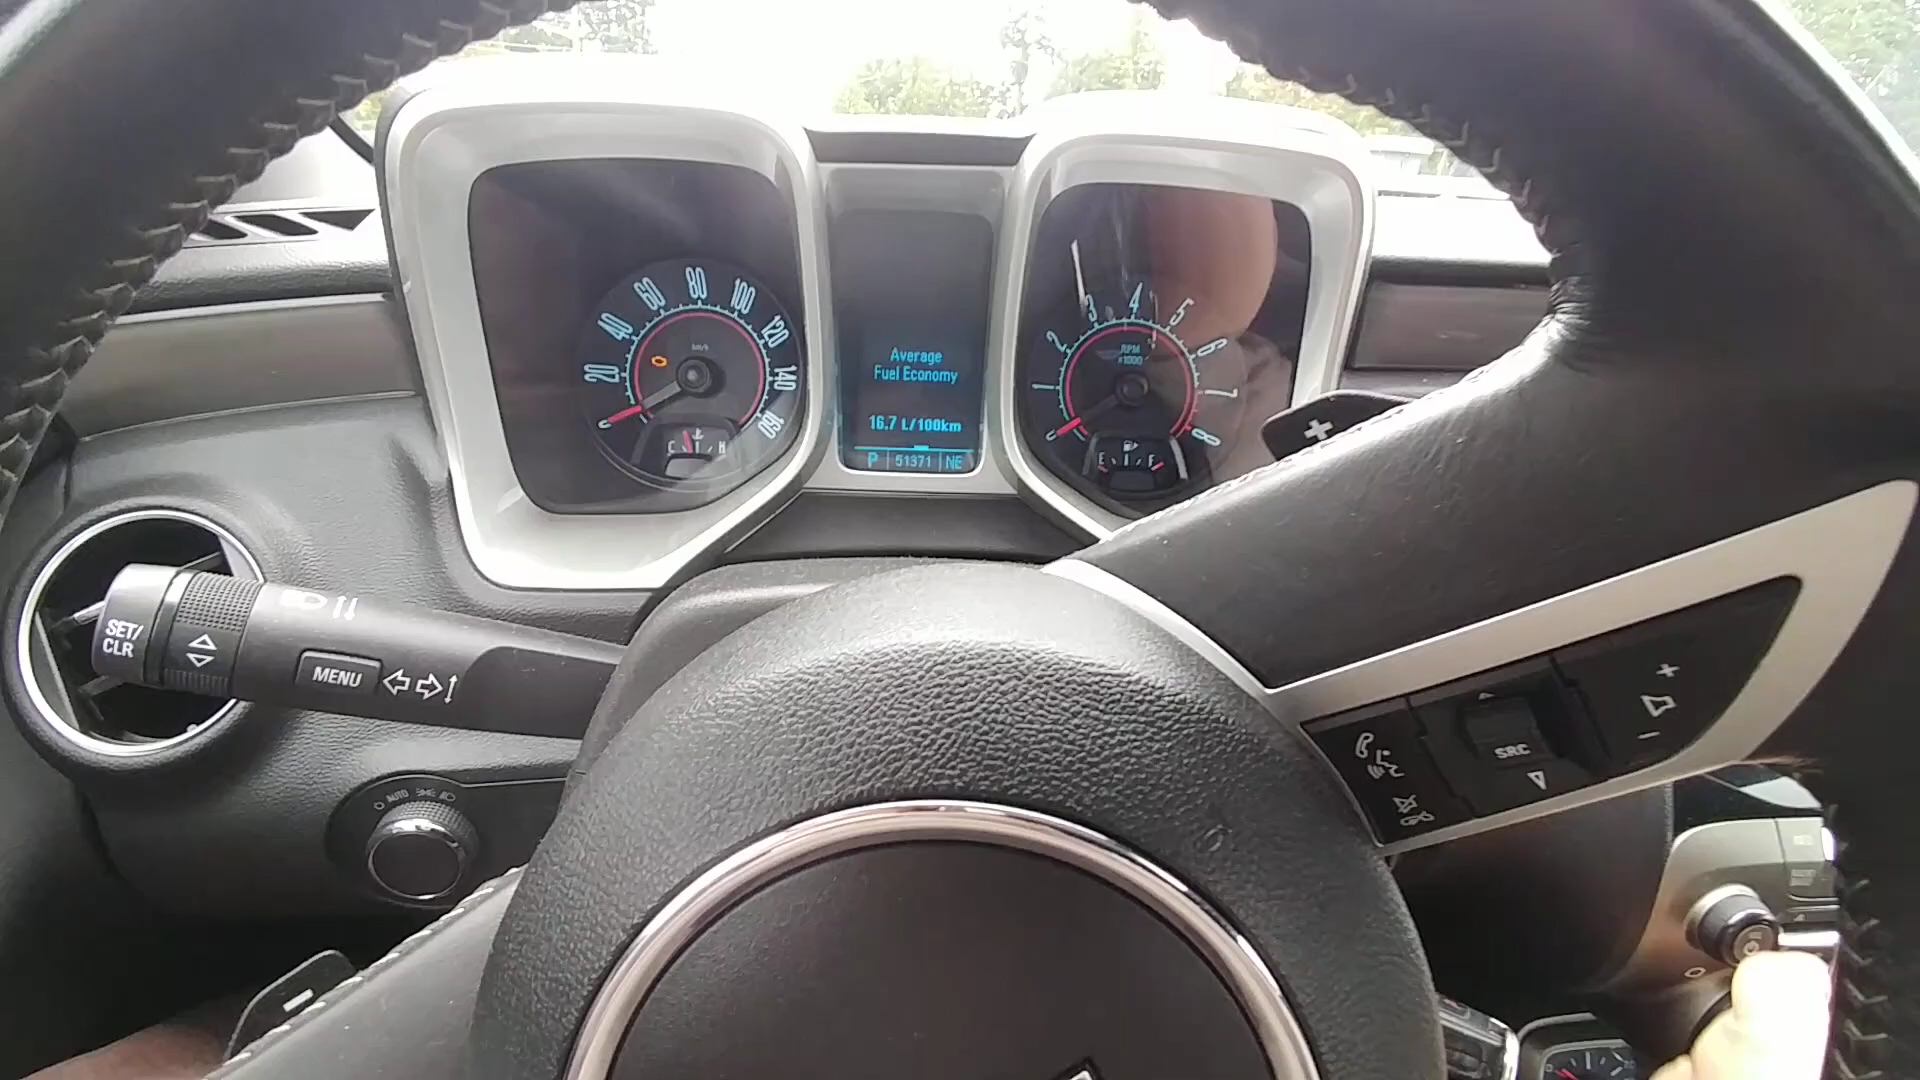 20
40
60
80
100
120
140
160
km/h
C
H
Average
Fuel Economy
16.7 L/100km
P 51371 NE
1
2
3
4
5
6
7
8
RPM
x1000
E
F
+
SET/
CLR
MENU
AUTO
-
+
SRC
-